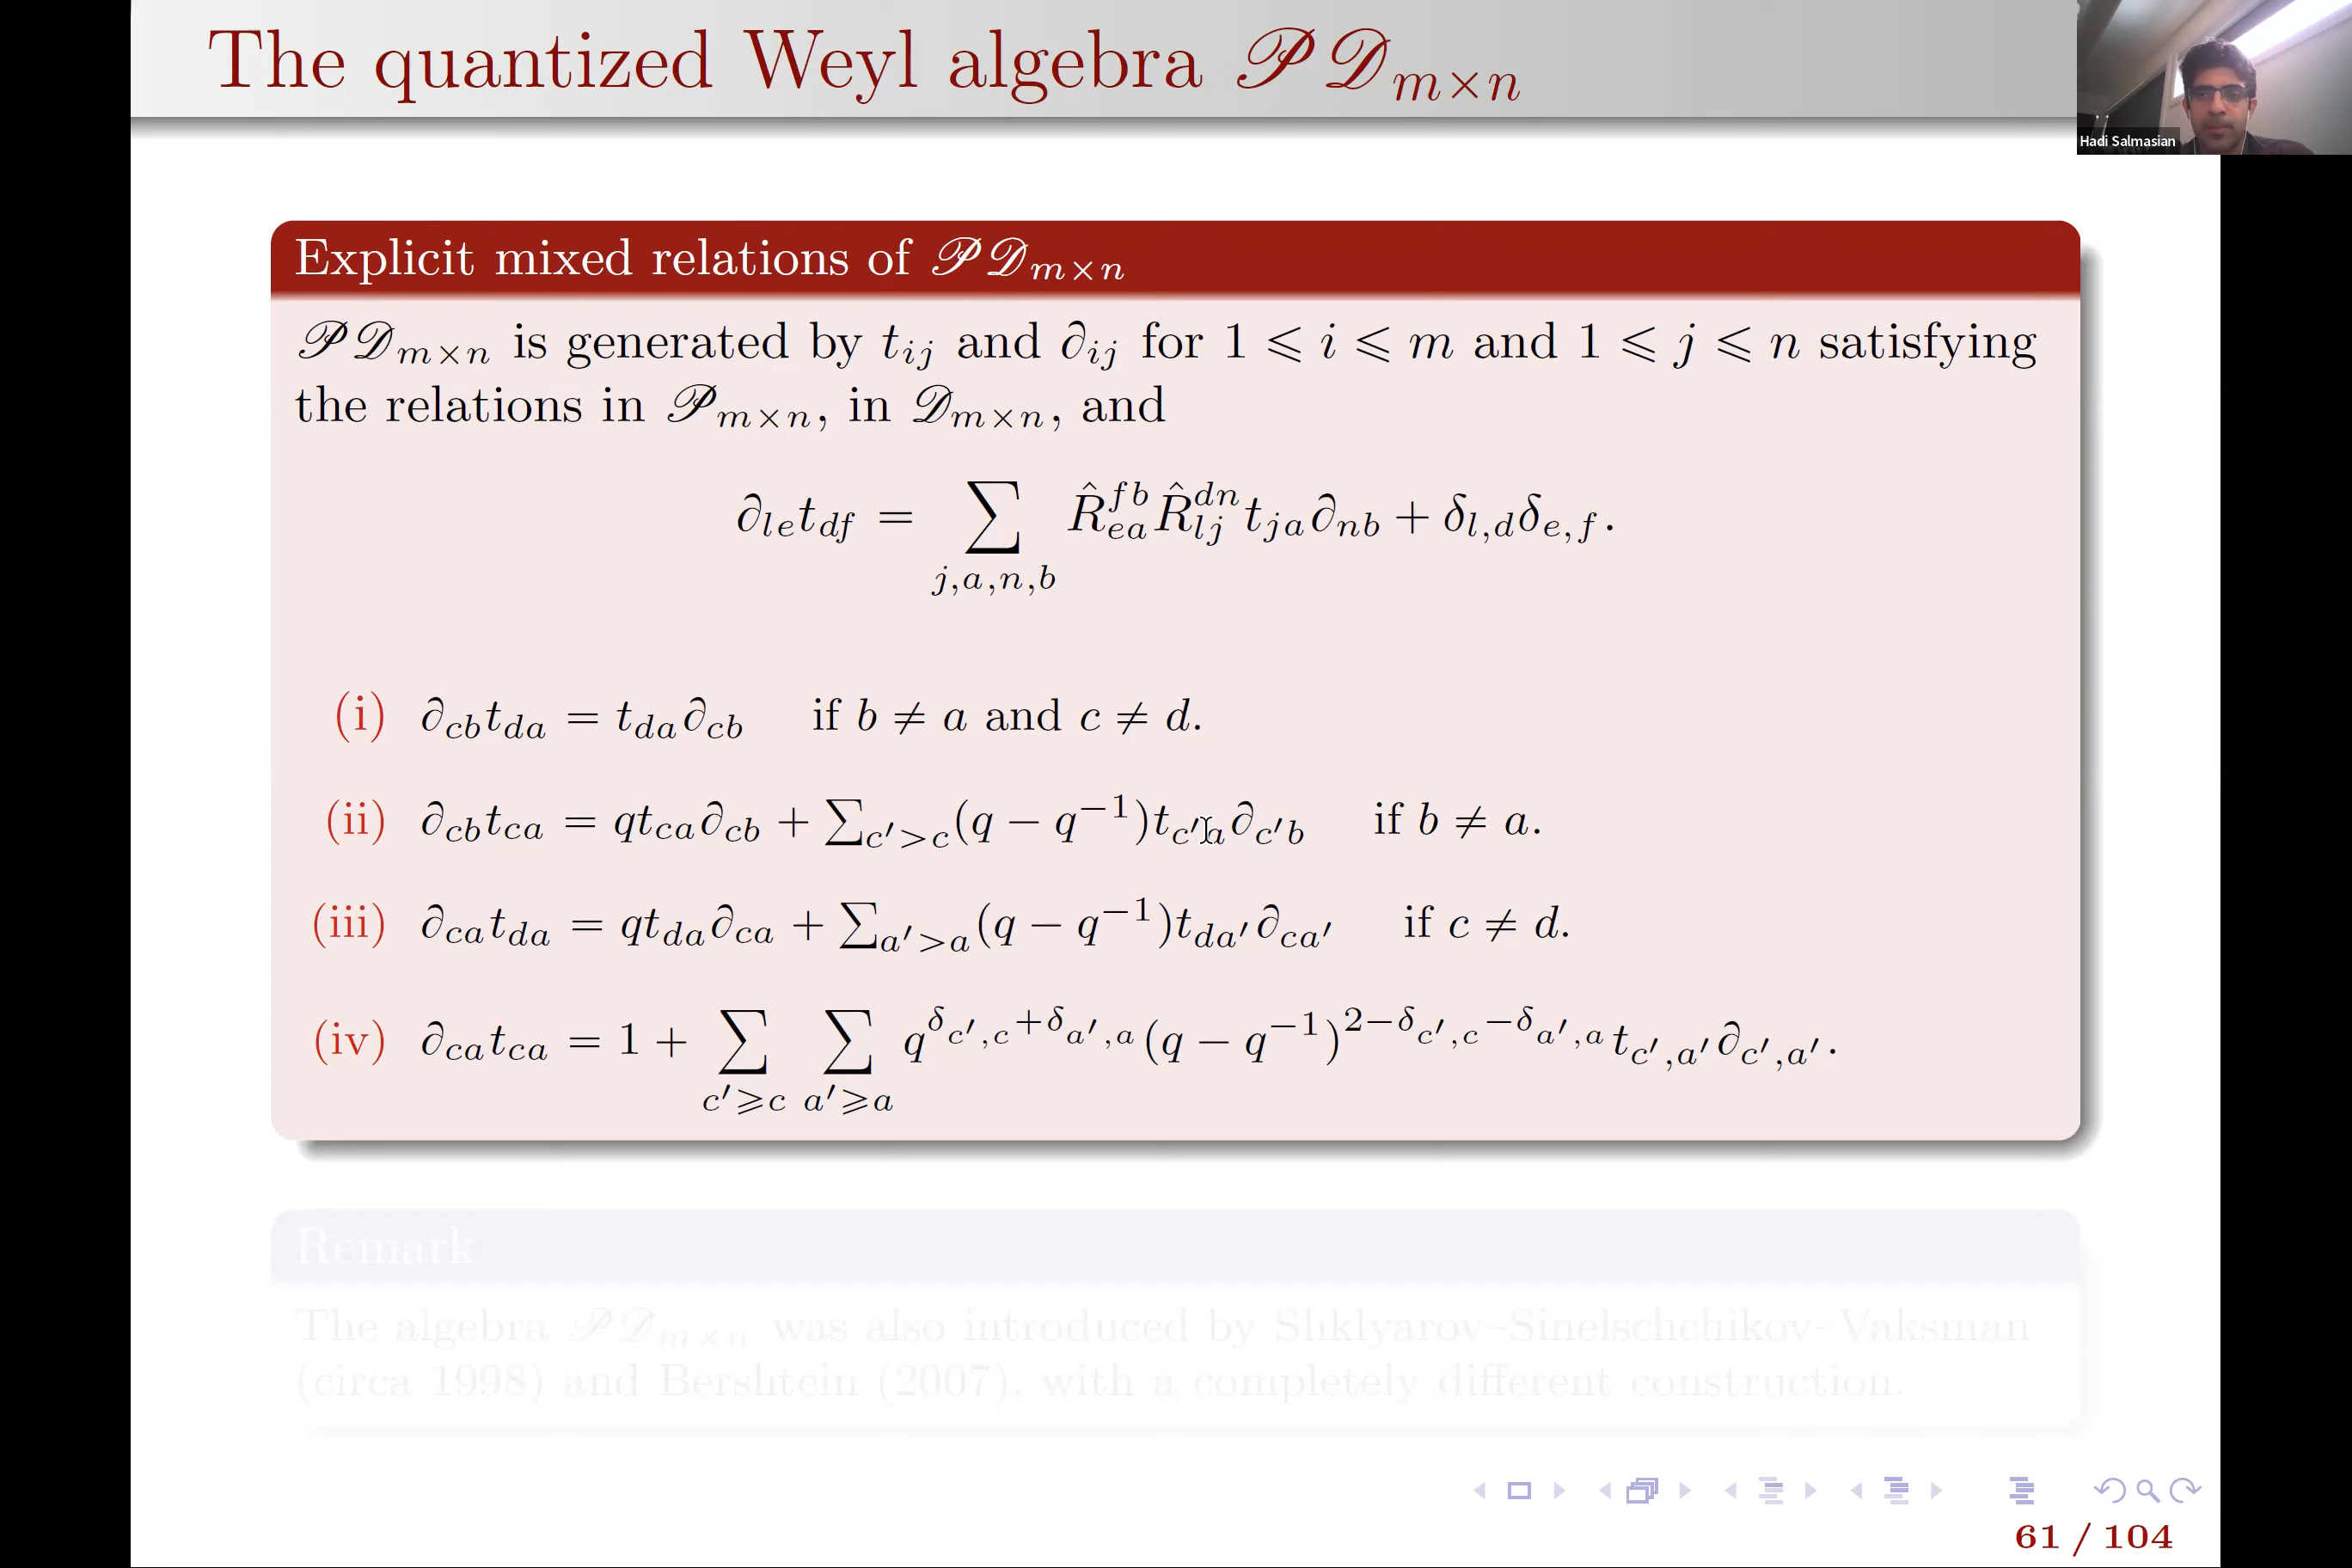 The quantized Weyl algebra 𝒫𝒟_{m×n}
Hadi Salmasian
Explicit mixed relations of 𝒫𝒟_{m×n}
𝒫𝒟_{m×n} is generated by t_{ij} and ∂_{ij} for 1 ⩽ i ⩽ m and 1 ⩽ j ⩽ n satisfying
the relations in 𝒫_{m×n}, in 𝒟_{m×n}, and
∂_{le}t_{df} = ∑_{j,a,n,b} R̂^{fb}_{ea} R̂^{dn}_{lj} t_{ja}∂_{nb} + δ_{l,d}δ_{e,f}.
(i) ∂_{cb}t_{da} = t_{da}∂_{cb} if b ≠ a and c ≠ d.
(ii) ∂_{cb}t_{ca} = qt_{ca}∂_{cb} + ∑_{c′>c}(q − q^{−1})t_{c′a}∂_{c′b} if b ≠ a.
(iii) ∂_{ca}t_{da} = qt_{da}∂_{ca} + ∑_{a′>a}(q − q^{−1})t_{da′}∂_{ca′} if c ≠ d.
(iv) ∂_{ca}t_{ca} = 1 + ∑_{c′⩾c} ∑_{a′⩾a} q^{δ_{c′,c}+δ_{a′,a}}(q − q^{−1})^{2−δ_{c′,c}−δ_{a′,a}}t_{c′,a′}∂_{c′,a′}.
Remark
The algebra 𝒫𝒟_{m×n} was also introduced by Shklyarov–Sinelschchikov–Vaksman
(circa 1998) and Bershtein (2007), with a completely different construction.
61 / 104